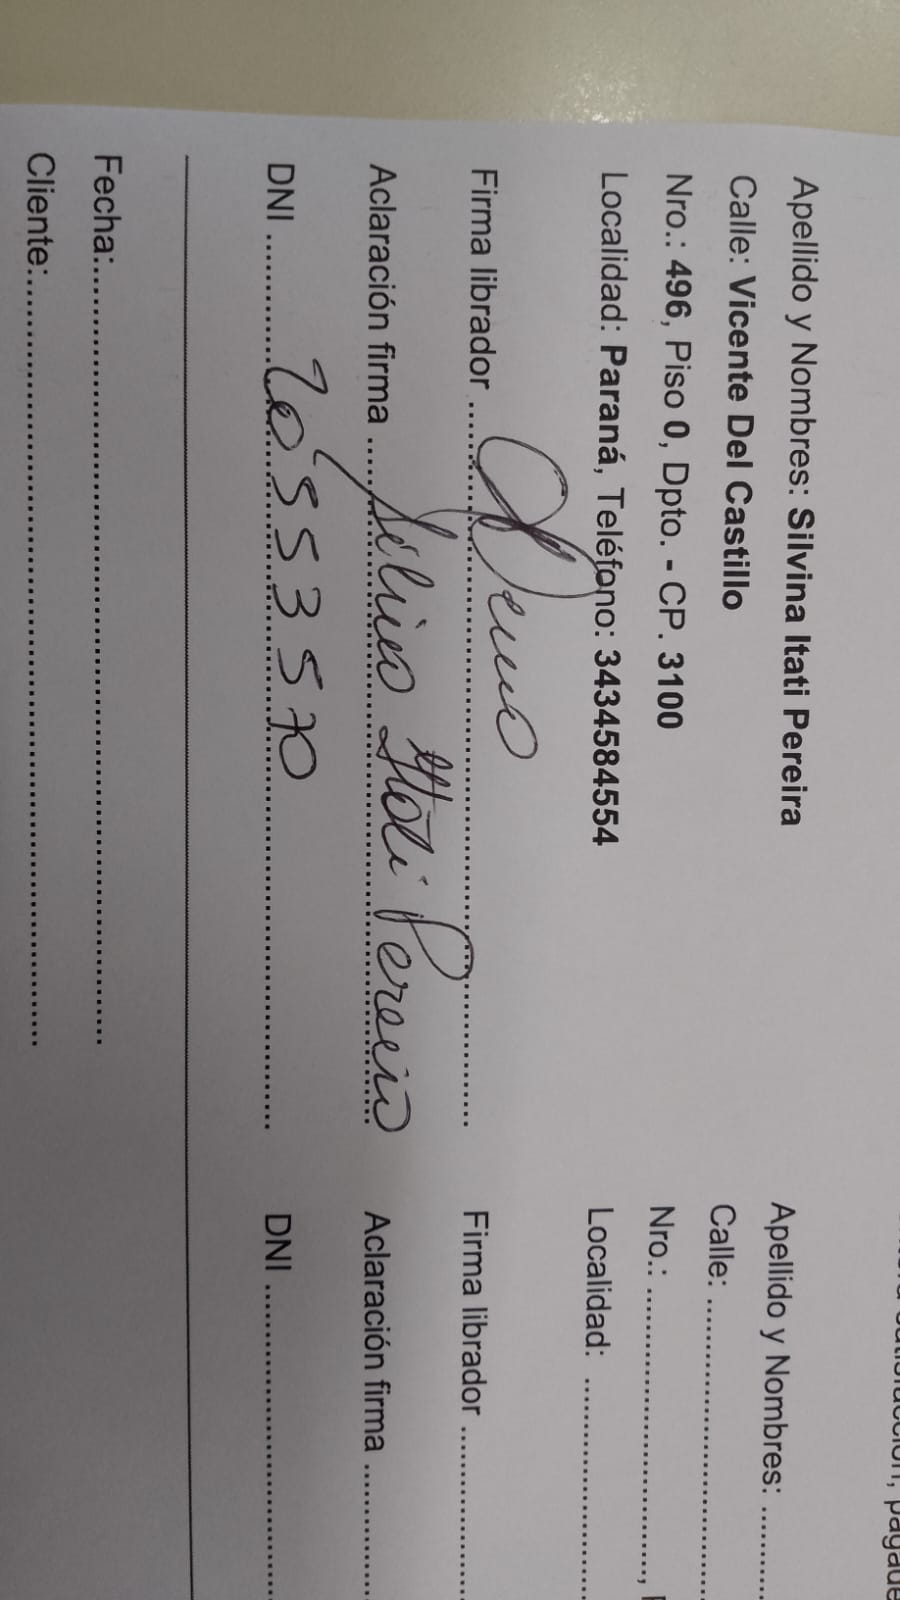 Apellido y Nombres: Silvina Itati Pereira
Calle: Vicente Del Castillo
Nro.: 496, Piso 0, Dpto. - CP. 3100
Localidad: Paraná, Teléfono: 3434584554
Firma librador
Aclaración firma Silvina Itati Pereira
DNI 20553570
Fecha:
Cliente:
Apellido y Nombres:
Calle:
Nro.:
Localidad:
Firma librador
Aclaración firma
DNI